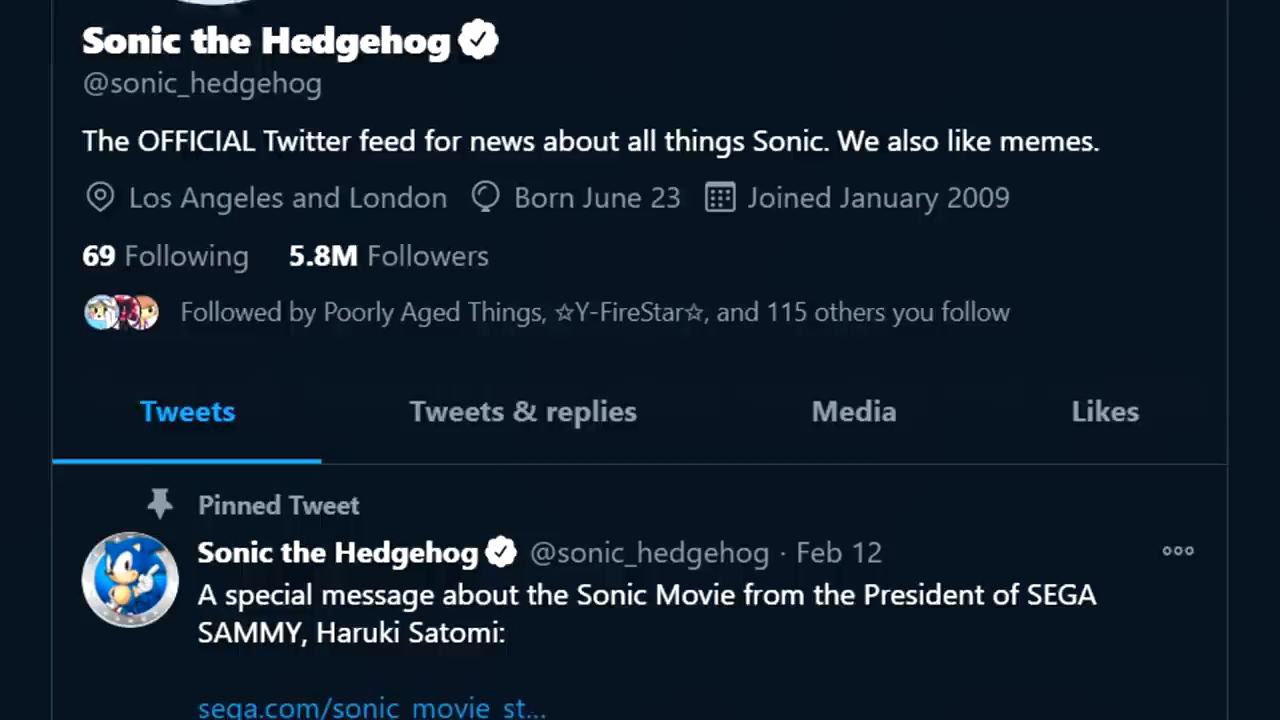 Sonic the Hedgehog
@sonic_hedgehog
The OFFICIAL Twitter feed for news about all things Sonic. We also like memes.
Los Angeles and London Born June 23 Joined January 2009
69 Following 5.8M Followers
Followed by Poorly Aged Things, ☆Y-FireStar☆, and 115 others you follow
Tweets Tweets & replies Media Likes
Pinned Tweet
Sonic the Hedgehog @sonic_hedgehog · Feb 12
A special message about the Sonic Movie from the President of SEGA
SAMMY, Haruki Satomi:
sega.com/sonic_movie_st...